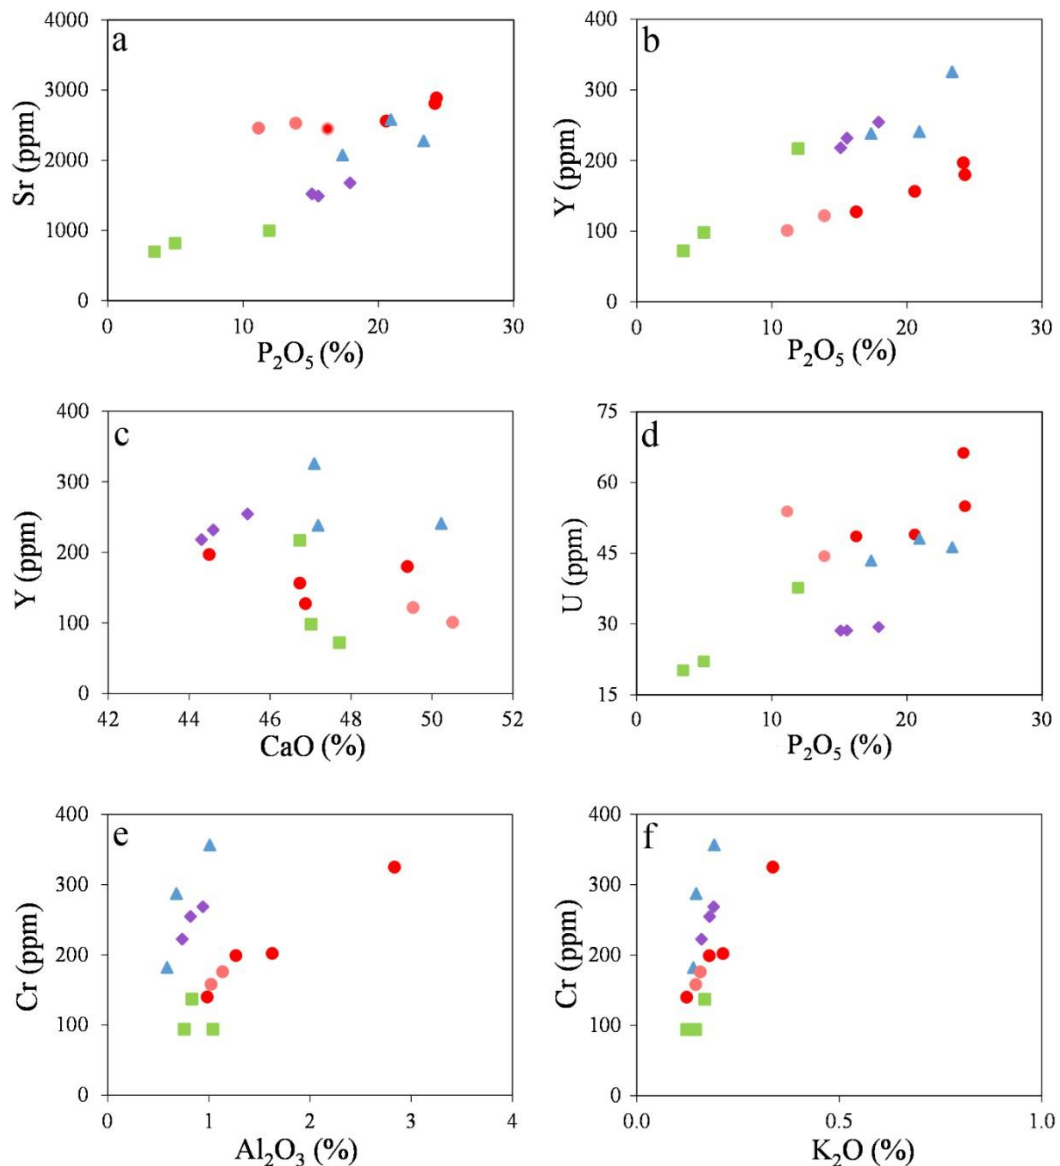 a
Sr (ppm)
4000
3000
2000
1000
0
0 10 20 30
P₂O₅ (%)
b
Y (ppm)
400
300
200
100
0
0 10 20 30
P₂O₅ (%)
c
Y (ppm)
400
300
200
100
0
42 44 46 48 50 52
CaO (%)
d
U (ppm)
75
60
45
30
15
0 10 20 30
P₂O₅ (%)
e
Cr (ppm)
400
300
200
100
0
0 1 2 3 4
Al₂O₃ (%)
f
Cr (ppm)
400
300
200
100
0
0.0 0.5 1.0
K₂O (%)